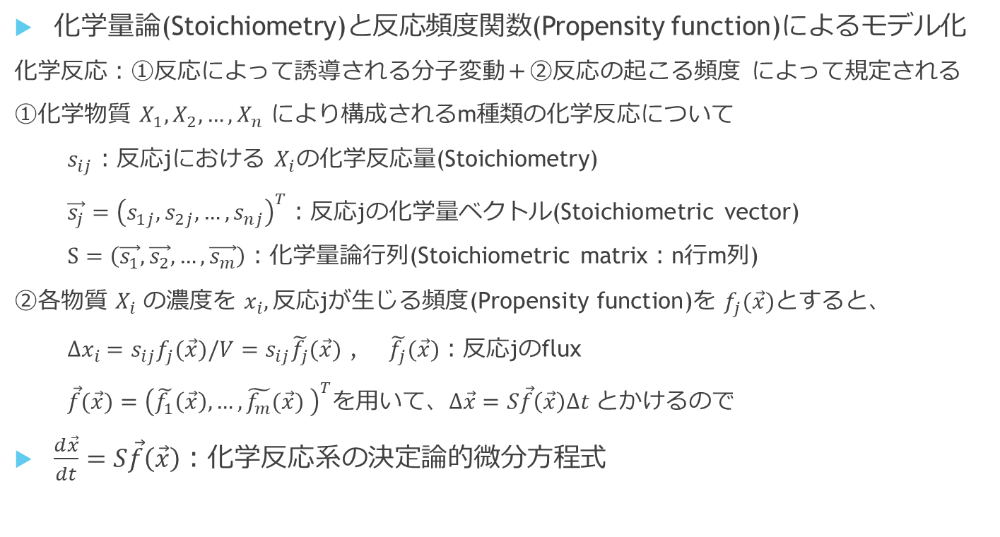 ▶ 化学量論(Stoichiometry)と反応頻度関数(Propensity function)によるモデル化
化学反応：①反応によって誘導される分子変動＋②反応の起こる頻度 によって規定される
①化学物質 $X_1, X_2, \ldots, X_n$ により構成されるm種類の化学反応について
$s_{ij}$：反応jにおける $X_i$の化学反応量(Stoichiometry)
$\vec{s_j} = (s_{1j}, s_{2j}, \ldots, s_{nj})^T$：反応jの化学量ベクトル(Stoichiometric vector)
$\mathrm{S} = (\vec{s_1}, \vec{s_2}, \ldots, \vec{s_m})$：化学量論行列(Stoichiometric matrix：n行m列)
②各物質 $X_i$ の濃度を $x_i$, 反応jが生じる頻度(Propensity function)を $f_j(\vec{x})$とすると、
$\Delta x_i = s_{ij} f_j(\vec{x})/V = s_{ij} \tilde{f}_j(\vec{x})$ , $\tilde{f}_j(\vec{x})$：反応jのflux
$\vec{f}(\vec{x}) = (\tilde{f}_1(\vec{x}), \ldots, \widetilde{f_m}(\vec{x}))^T$を用いて、$\Delta \vec{x} = S\vec{f}(\vec{x})\Delta t$ とかけるので
▶ $\frac{d\vec{x}}{dt} = S\vec{f}(\vec{x})$：化学反応系の決定論的微分方程式